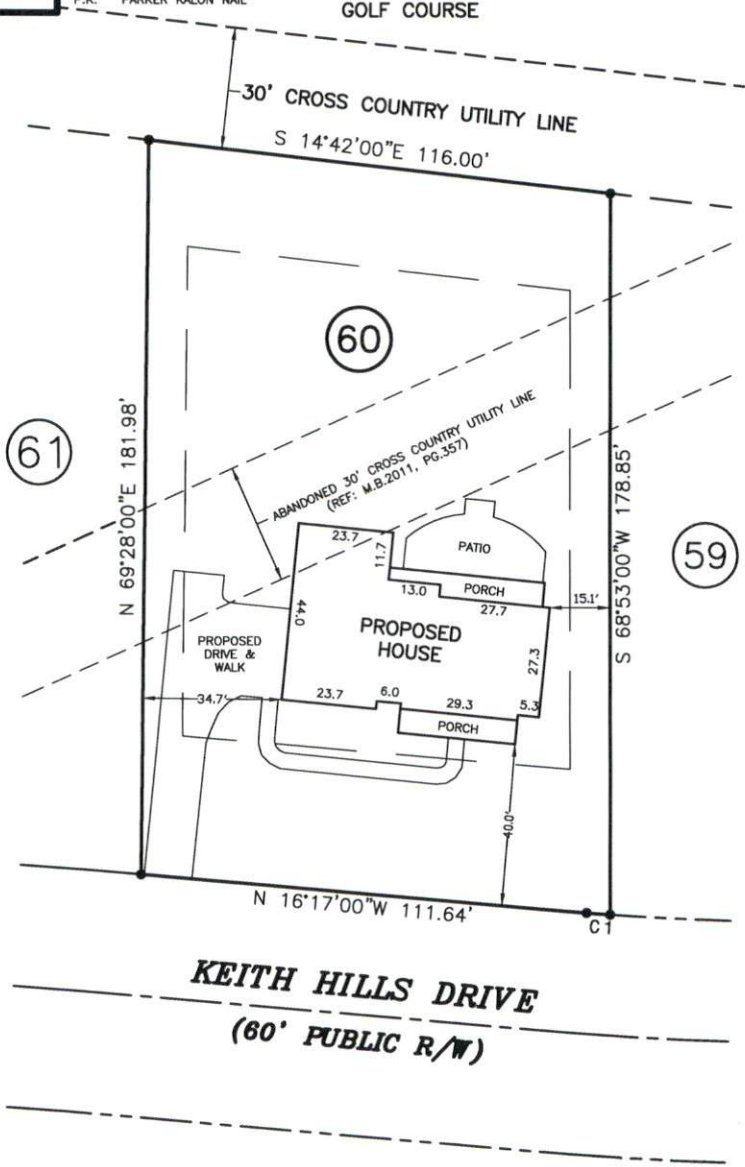 P.K. PARKER KALON NAIL
GOLF COURSE
30' CROSS COUNTRY UTILITY LINE
S 14°42'00"E 116.00'
60
61
N 69°28'00"E 181.98'
ABANDONED 30' CROSS COUNTRY UTILITY LINE
(REF: M.B.2011, PG.357)
S 68°53'00"W 178.85'
59
23.7
11.7
PATIO
13.0
PORCH
27.7
15.1'
44.0
PROPOSED
HOUSE
27.3
PROPOSED
DRIVE &
WALK
34.7'
23.7
6.0
29.3
5.3
PORCH
40.0'
N 16°17'00"W 111.64'
C1
KEITH HILLS DRIVE
(60' PUBLIC R/W)